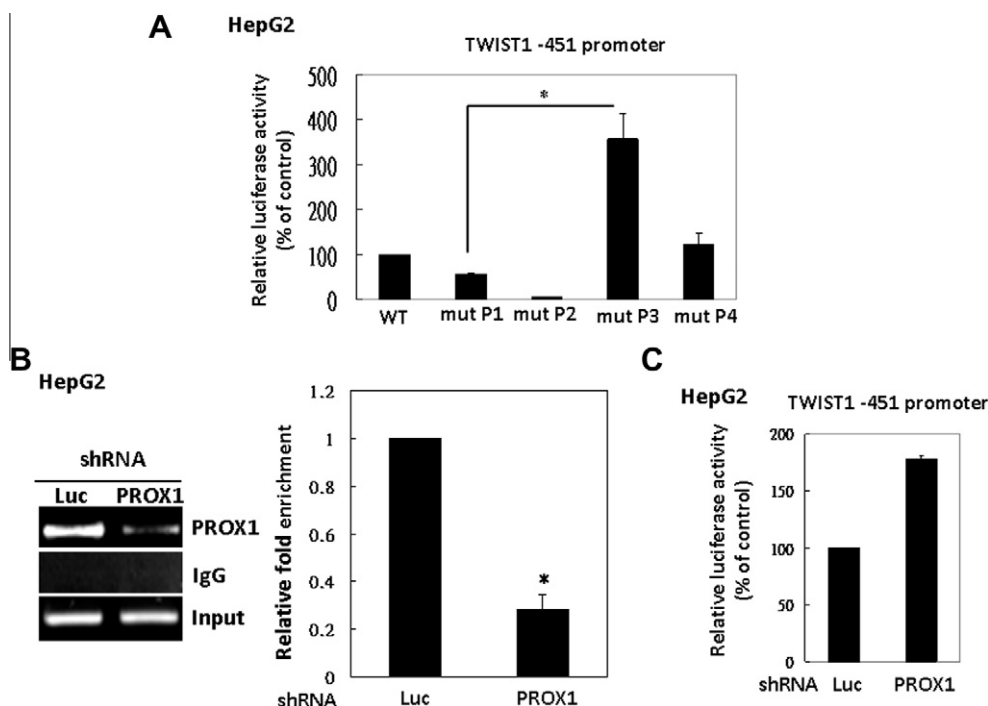 A
HepG2
TWIST1 -451 promoter
Relative luciferase activity
(% of control)
500
400
300
200
100
0
*
WT mut P1 mut P2 mut P3 mut P4
B
HepG2
shRNA
Luc PROX1
PROX1
IgG
Input
Relative fold enrichment
1.2
1
0.8
0.6
0.4
0.2
0
*
shRNA Luc PROX1
C
HepG2
TWIST1 -451 promoter
Relative luciferase activity
(% of control)
200
150
100
50
0
shRNA Luc PROX1